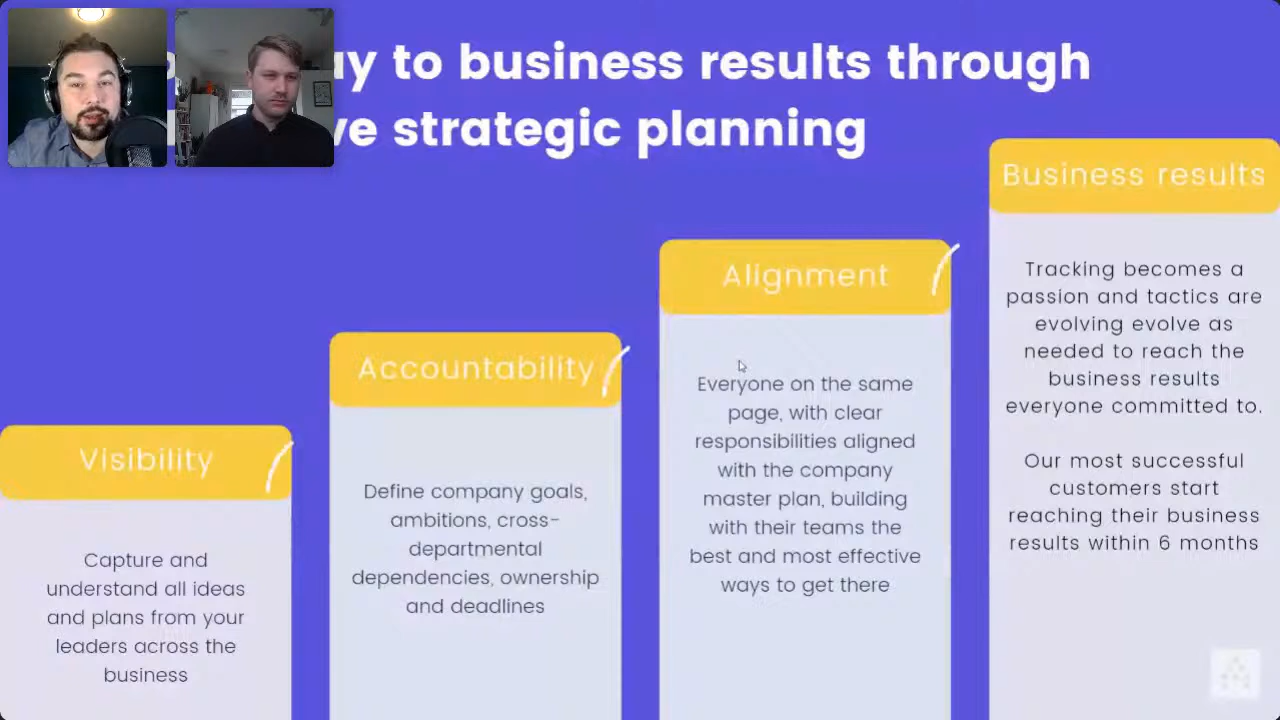 to business results through
strategic planning
Visibility
Capture and
understand all ideas
and plans from your
leaders across the
business
Accountability
Define company goals,
ambitions, cross-
departmental
dependencies, ownership
and deadlines
Alignment
Everyone on the same
page, with clear
responsibilities aligned
with the company
master plan, building
with their teams the
best and most effective
ways to get there
Business results
Tracking becomes a
passion and tactics are
evolving evolve as
needed to reach the
business results
everyone committed to.
Our most successful
customers start
reaching their business
results within 6 months